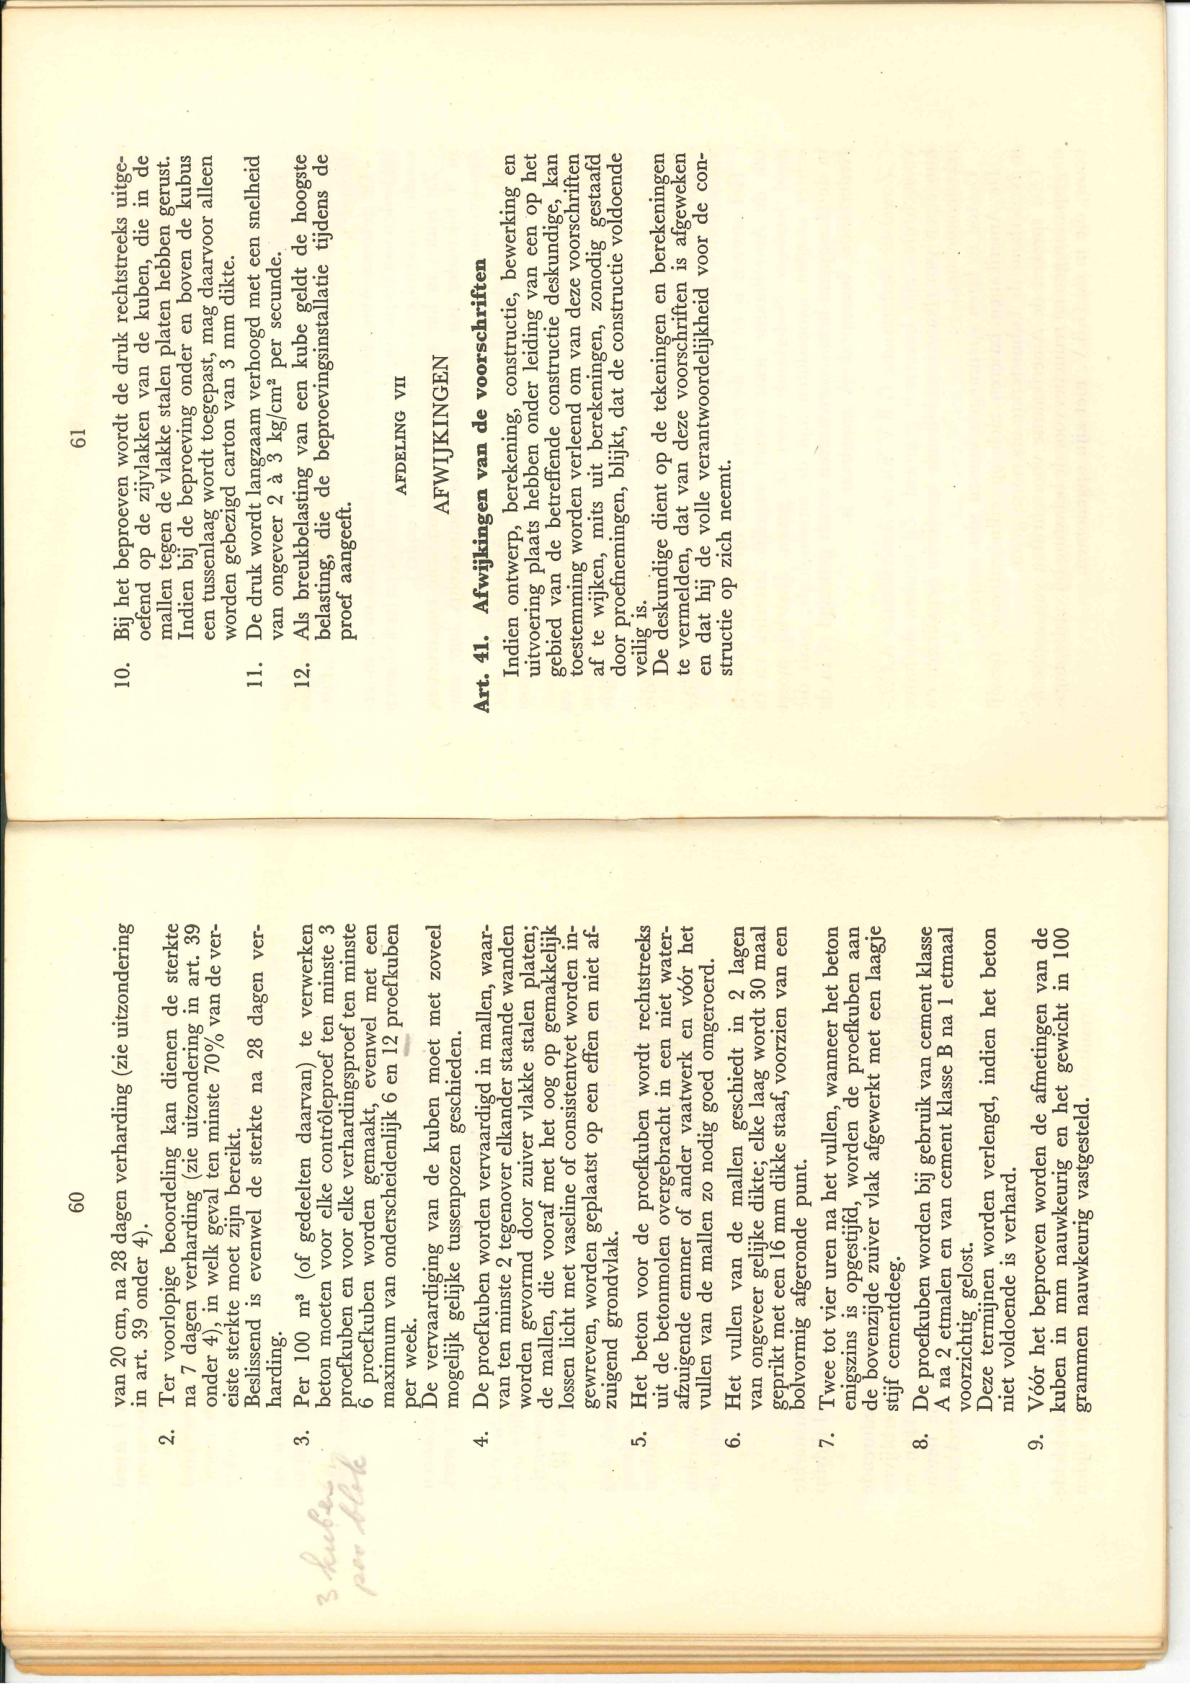 60
van 20 cm, na 28 dagen verharding (zie uitzondering
in art. 39 onder 4).
2. Ter voorlopige beoordeling kan dienen de sterkte
na 7 dagen verharding (zie uitzondering in art. 39
onder 4), in welk geval ten minste 70% van de ver-
eiste sterkte moet zijn bereikt.
Beslissend is evenwel de sterkte na 28 dagen ver-
harding.
3. Per 100 m³ (of gedeelten daarvan) te verwerken
beton moeten voor elke contrôleproef ten minste 3
proefkuben en voor elke verhardingsproef ten minste
6 proefkuben worden gemaakt, evenwel met een
maximum van onderscheidenlijk 6 en 12 proefkuben
per week.
De vervaardiging van de kuben moet met zoveel
mogelijk gelijke tussenpozen geschieden.
3 kuben
per blok
4. De proefkuben worden vervaardigd in mallen, waar-
van ten minste 2 tegenover elkander staande wanden
worden gevormd door zuiver vlakke stalen platen;
de mallen, die vooraf met het oog op gemakkelijk
lossen licht met vaseline of consistentvet worden in-
gewreven, worden geplaatst op een effen en niet af-
zuigend grondvlak.
5. Het beton voor de proefkuben wordt rechtstreeks
uit de betonmolen overgebracht in een niet water-
afzuigende emmer of ander vaatwerk en vóór het
vullen van de mallen zo nodig goed omgeroerd.
6. Het vullen van de mallen geschiedt in 2 lagen
van ongeveer gelijke dikte; elke laag wordt 30 maal
geprikt met een 16 mm dikke staaf, voorzien van een
bolvormig afgeronde punt.
7. Twee tot vier uren na het vullen, wanneer het beton
enigszins is opgestijfd, worden de proefkuben aan
de bovenzijde zuiver vlak afgewerkt met een laagje
stijf cementdeeg.
8. De proefkuben worden bij gebruik van cement klasse
A na 2 etmalen en van cement klasse B na 1 etmaal
voorzichtig gelost.
Deze termijnen worden verlengd, indien het beton
niet voldoende is verhard.
9. Vóór het beproeven worden de afmetingen van de
kuben in mm nauwkeurig en het gewicht in 100
grammen nauwkeurig vastgesteld.
61
10. Bij het beproeven wordt de druk rechtstreeks uitge-
oefend op de zijvlakken van de kuben, die in de
mallen tegen de vlakke stalen platen hebben gerust.
Indien bij de beproeving onder en boven de kubus
een tussenlaag wordt toegepast, mag daarvoor alleen
worden gebezigd carton van 3 mm dikte.
11. De druk wordt langzaam verhoogd met een snelheid
van ongeveer 2 à 3 kg/cm² per secunde.
12. Als breukbelasting van een kube geldt de hoogste
belasting, die de beproevingsinstallatie tijdens de
proef aangeeft.
AFDELING VII
AFWIJKINGEN
Art. 41. Afwijkingen van de voorschriften
Indien ontwerp, berekening, constructie, bewerking en
uitvoering plaats hebben onder leiding van een op het
gebied van de betreffende constructie deskundige, kan
toestemming worden verleend om van deze voorschriften
af te wijken, mits uit berekeningen, zonodig gestaafd
door proefnemingen, blijkt, dat de constructie voldoende
veilig is.
De deskundige dient op de tekeningen en berekeningen
te vermelden, dat van deze voorschriften is afgeweken
en dat hij de volle verantwoordelijkheid voor de con-
structie op zich neemt.